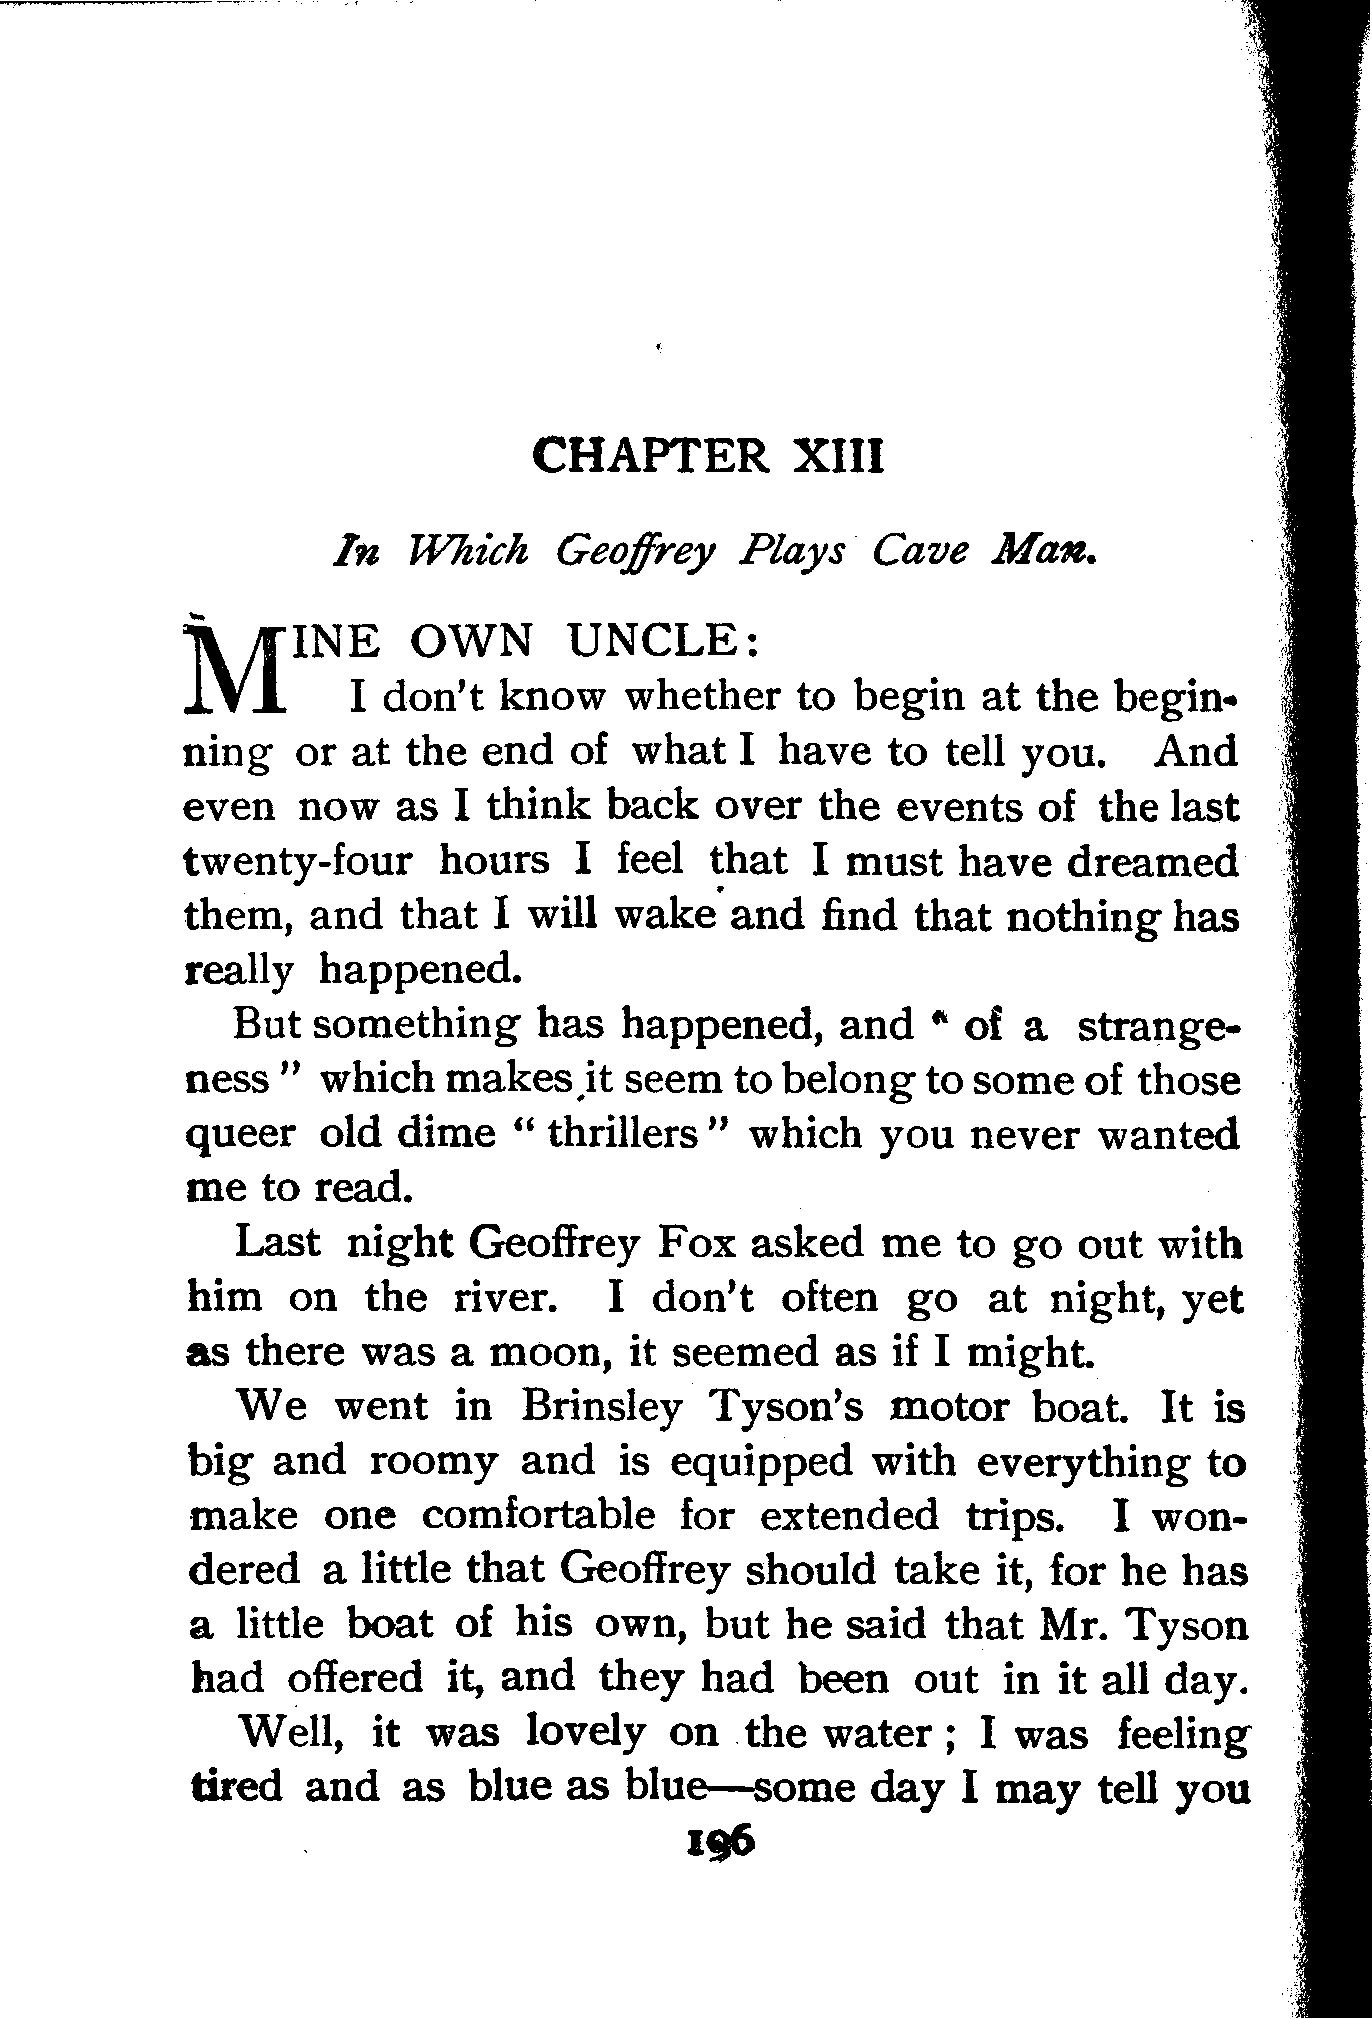 CHAPTER XIII
In Which Geoffrey Plays Cave Man.
MINE OWN UNCLE:
I don't know whether to begin at the begin-
ning or at the end of what I have to tell you. And
even now as I think back over the events of the last
twenty-four hours I feel that I must have dreamed
them, and that I will wake and find that nothing has
really happened.
But something has happened, and " of a strange-
ness " which makes it seem to belong to some of those
queer old dime " thrillers " which you never wanted
me to read.
Last night Geoffrey Fox asked me to go out with
him on the river. I don't often go at night, yet
as there was a moon, it seemed as if I might.
We went in Brinsley Tyson's motor boat. It is
big and roomy and is equipped with everything to
make one comfortable for extended trips. I won-
dered a little that Geoffrey should take it, for he has
a little boat of his own, but he said that Mr. Tyson
had offered it, and they had been out in it all day.
Well, it was lovely on the water ; I was feeling
tired and as blue as blue—some day I may tell you
196